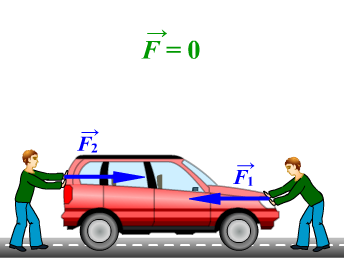 F⃗ = 0
F⃗₂
F⃗₁